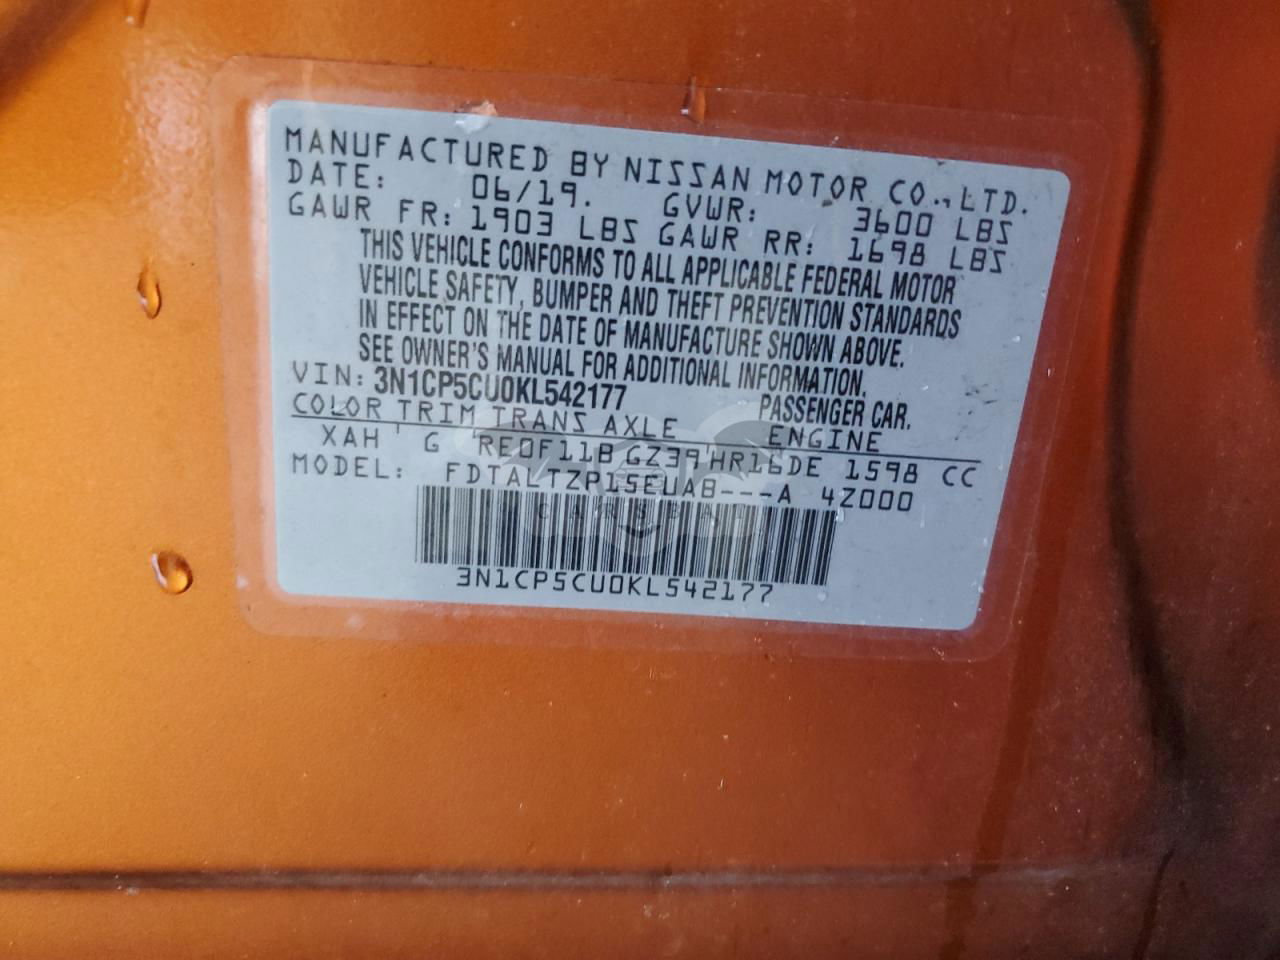 MANUFACTURED BY NISSAN MOTOR CO.,LTD.
DATE: 06/19. GVWR: 3600 LBS
GAWR FR: 1903 LBS GAWR RR: 1698 LBS
THIS VEHICLE CONFORMS TO ALL APPLICABLE FEDERAL MOTOR
VEHICLE SAFETY, BUMPER AND THEFT PREVENTION STANDARDS
IN EFFECT ON THE DATE OF MANUFACTURE SHOWN ABOVE.
SEE OWNER'S MANUAL FOR ADDITIONAL INFORMATION.
VIN: 3N1CP5CU0KL542177 PASSENGER CAR.
COLOR TRIM TRANS AXLE ENGINE
XAH G RE0F11B GZ39 HR16DE 1598 CC
MODEL: FDTALTZP15EUAB---A 4Z000
3N1CP5CU0KL542177